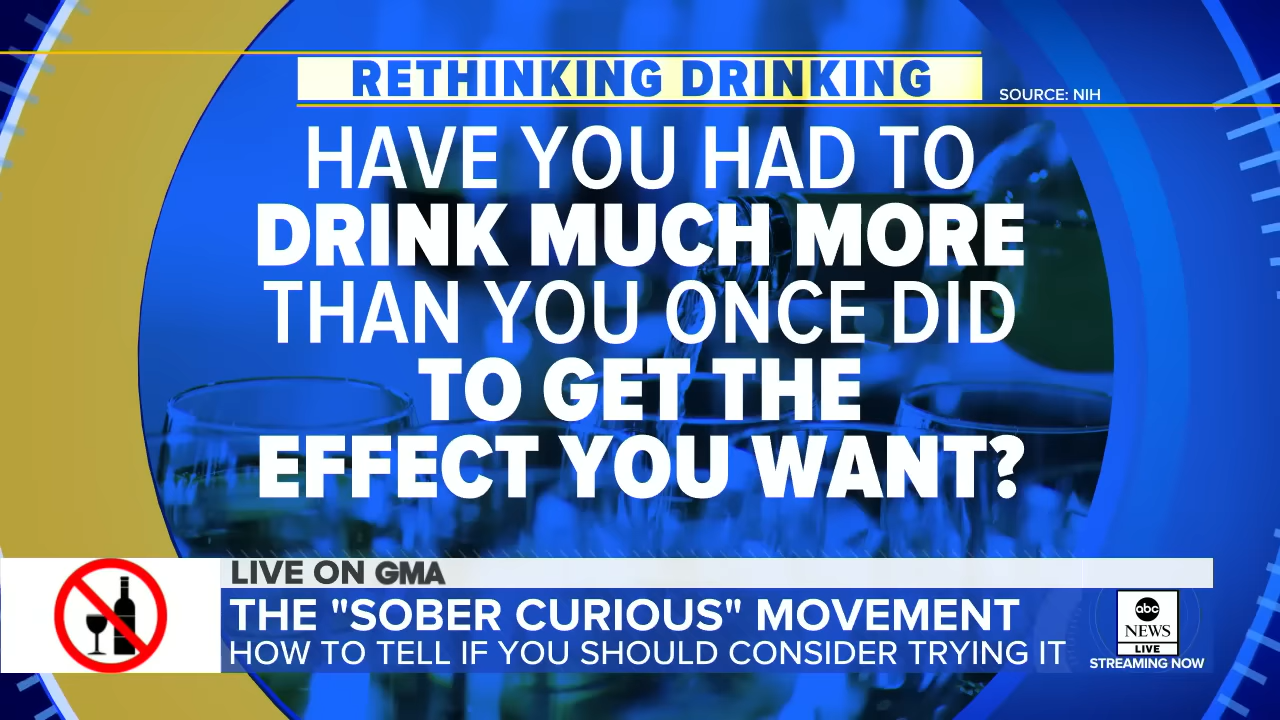 RETHINKING DRINKING
SOURCE: NIH
HAVE YOU HAD TO
DRINK MUCH MORE
THAN YOU ONCE DID
TO GET THE
EFFECT YOU WANT?
LIVE ON GMA
THE "SOBER CURIOUS" MOVEMENT
HOW TO TELL IF YOU SHOULD CONSIDER TRYING IT
abc
NEWS
LIVE
STREAMING NOW